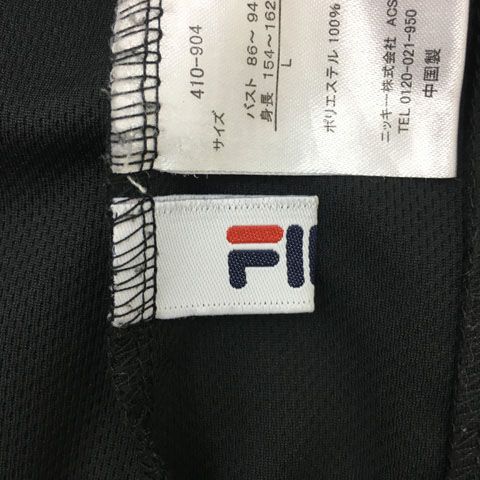 410-904
サイズ
バスト 86～94
身長 154～162
L
ポリエステル 100%
ニッキー株式会社 ACS
TEL 0120-021-950
中国製
FI